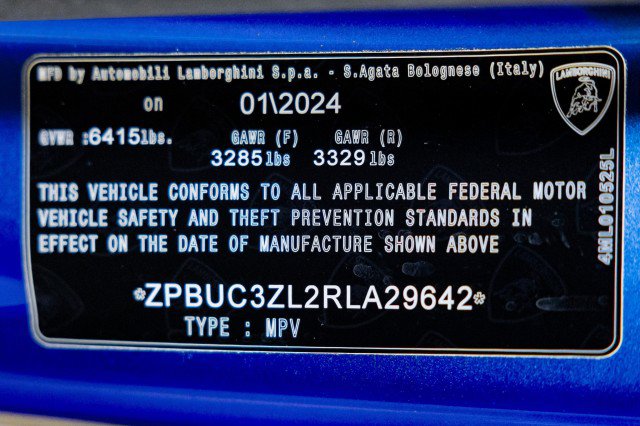 MFD by Automobili Lamborghini S.p.a. - S.Agata Bolognese (Italy)
LAMBORGHINI
on 01\2024
GVWR :6415lbs. GAWR (F) GAWR (R)
3285lbs 3329lbs
THIS VEHICLE CONFORMS TO ALL APPLICABLE FEDERAL MOTOR
VEHICLE SAFETY AND THEFT PREVENTION STANDARDS IN
EFFECT ON THE DATE OF MANUFACTURE SHOWN ABOVE
4ML010525L
*ZPBUC3ZL2RLA29642*
TYPE : MPV